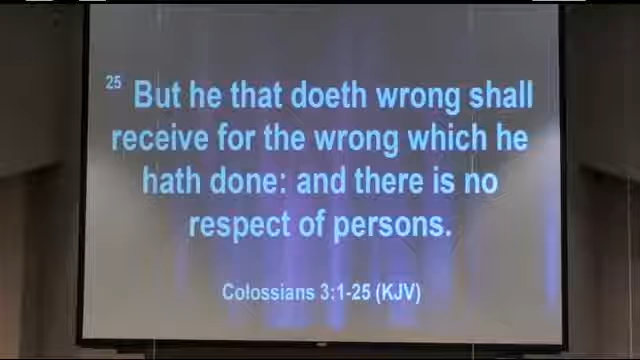 25 But he that doeth wrong shall
receive for the wrong which he
hath done: and there is no
respect of persons.
Colossians 3:1-25 (KJV)